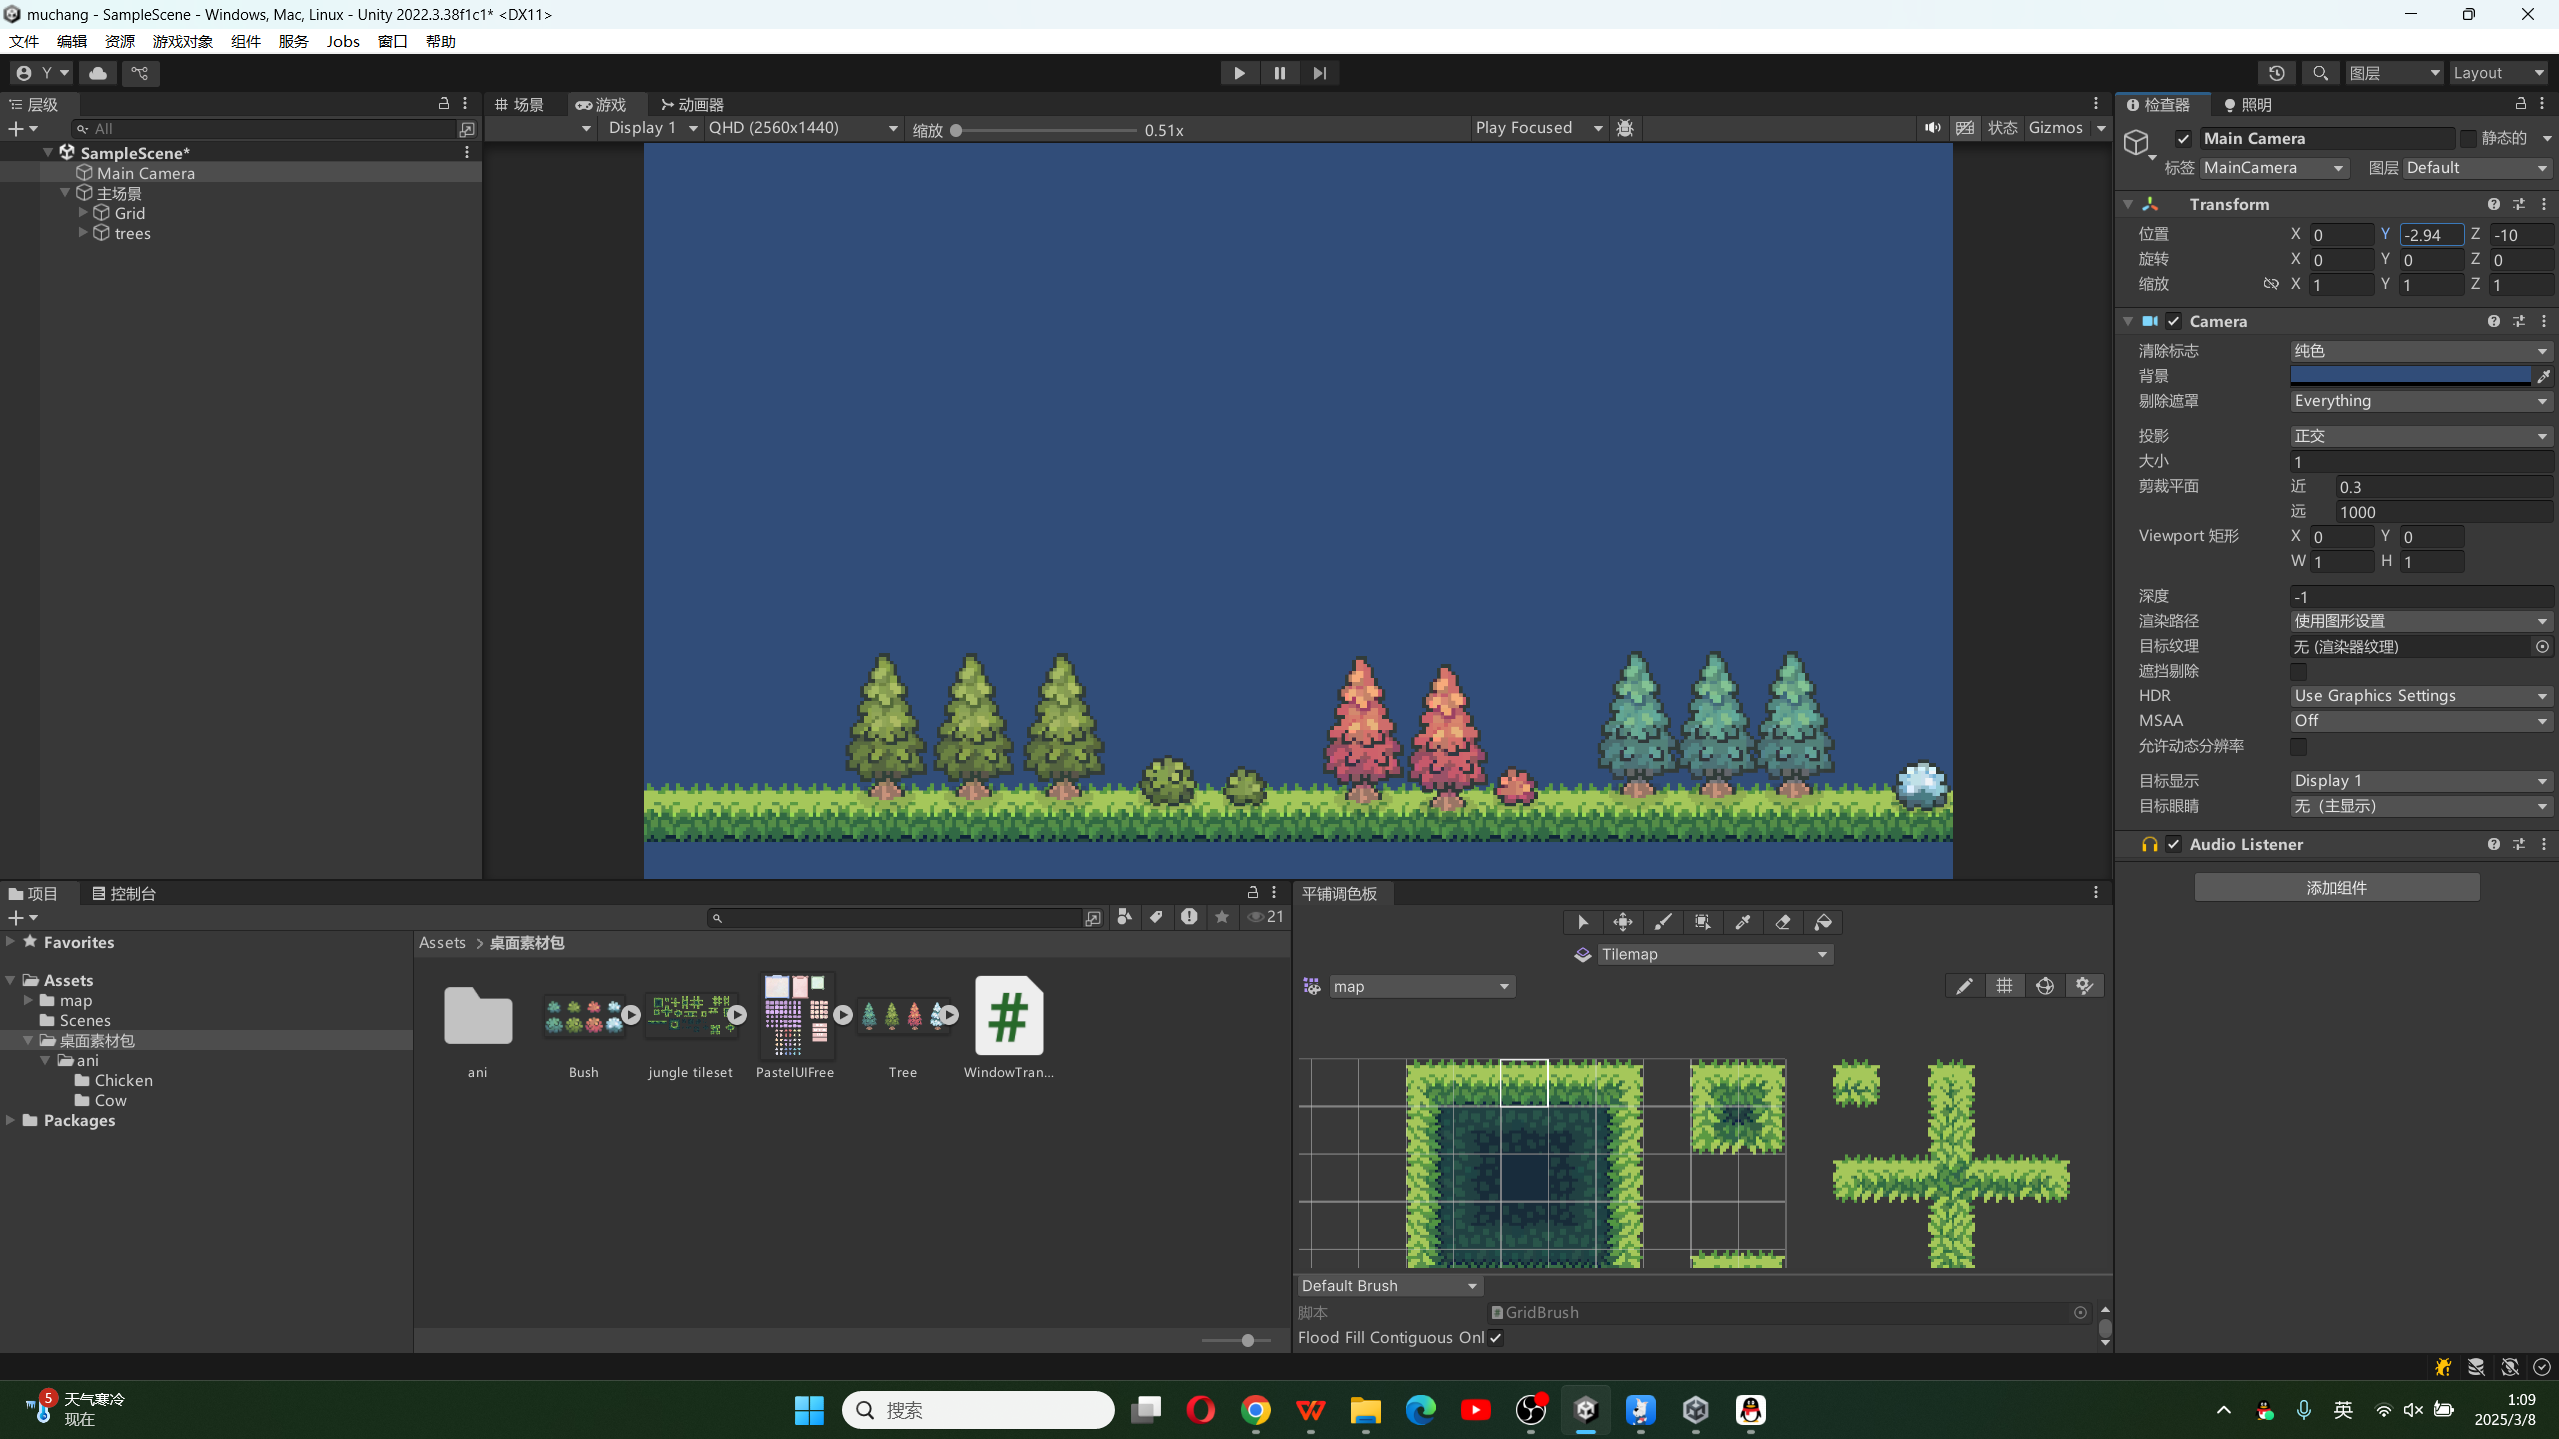 muchang - SampleScene - Windows, Mac, Linux - Unity 2022.3.38f1c1* <DX11>
文件 编辑 资源 游戏对象 组件 服务 Jobs 窗口 帮助
Y
图层 Layout
层级
All
SampleScene*
Main Camera
主场景
Grid
trees
场景 游戏 动画器
Display 1 QHD (2560x1440) 缩放 0.51x Play Focused 状态 Gizmos
检查器 照明
Main Camera 静态的
标签 MainCamera 图层 Default
Transform
位置 X 0 Y -2.94 Z -10
旋转 X 0 Y 0 Z 0
缩放 X 1 Y 1 Z 1
Camera
清除标志 纯色
背景
剔除遮罩 Everything
投影 正交
大小 1
剪裁平面 近 0.3
远 1000
Viewport 矩形 X 0 Y 0
W 1 H 1
深度 -1
渲染路径 使用图形设置
目标纹理 无 (渲染器纹理)
遮挡剔除
HDR Use Graphics Settings
MSAA Off
允许动态分辨率
目标显示 Display 1
目标眼睛 无（主显示）
Audio Listener
添加组件
项目 控制台
21
Favorites
Assets
map
Scenes
桌面素材包
ani
Chicken
Cow
Packages
Assets > 桌面素材包
ani
Bush
jungle tileset
PastelUIFree
Tree
#
WindowTran...
平铺调色板
Tilemap
map
Default Brush
脚本 GridBrush
Flood Fill Contiguous Onl
5
天气寒冷
现在
搜索
英
1:09
2025/3/8